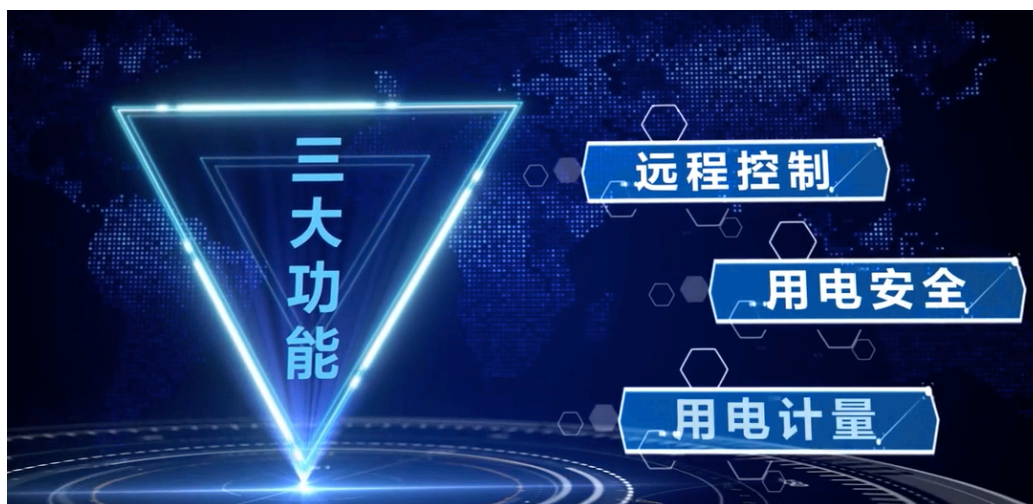 三大功能
远程控制
用电安全
用电计量